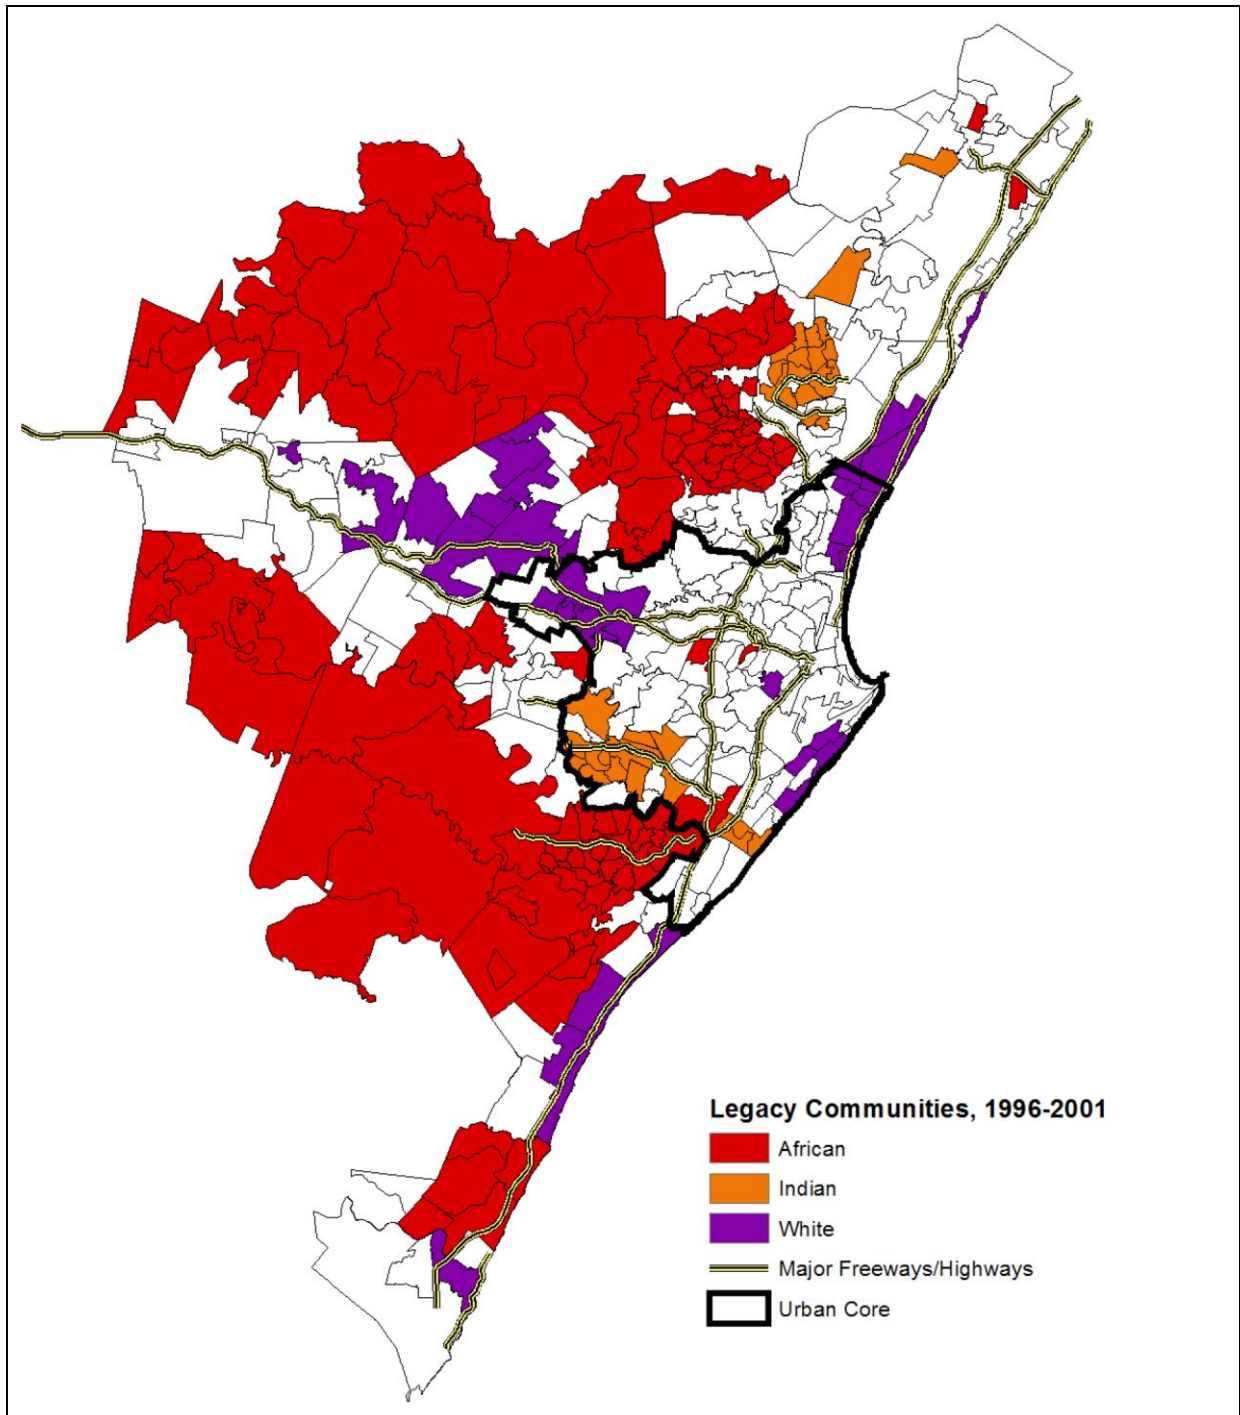 Legacy Communities, 1996-2001
African
Indian
White
Major Freeways/Highways
Urban Core